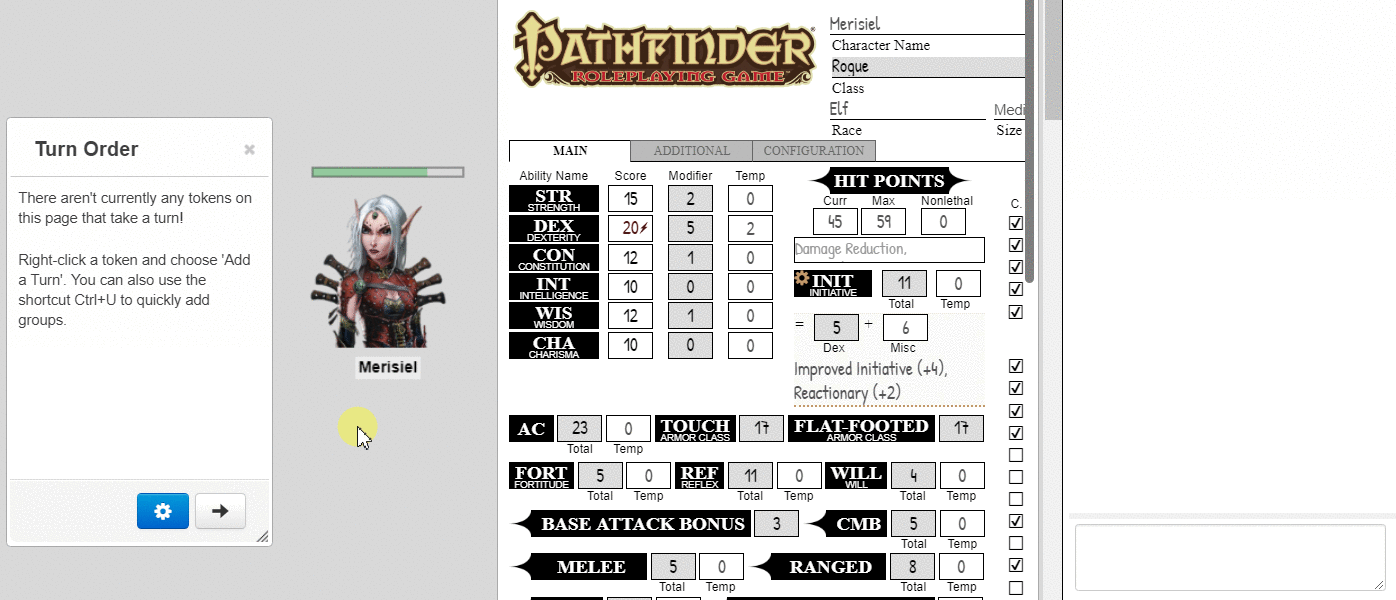 Turn Order ×
There aren't currently any tokens on
this page that take a turn!
Right-click a token and choose 'Add
a Turn'. You can also use the
shortcut Ctrl+U to quickly add
groups.
Merisiel
PATHFINDER®
ROLEPLAYING GAME™
Merisiel
Character Name
Rogue
Class
Elf Medi
Race Size
MAIN ADDITIONAL CONFIGURATION
Ability Name Score Modifier Temp
STR 15 2 0
STRENGTH
DEX 20 5 2
DEXTERITY
CON 12 1 0
CONSTITUTION
INT 10 0 0
INTELLIGENCE
WIS 12 1 0
WISDOM
CHA 10 0 0
CHARISMA
HIT POINTS
Curr Max Nonlethal
45 59 0
Damage Reduction,
INIT 11 0
INITIATIVE
Total Temp
= 5 + 6
Dex Misc
Improved Initiative (+4),
Reactionary (+2)
C.
AC 23 0 TOUCH 17 FLAT-FOOTED 17
ARMOR CLASS ARMOR CLASS
Total Temp
FORT 5 0 REF 11 0 WILL 4 0
FORTITUDE REFLEX WILL
Total Temp Total Temp Total Temp
BASE ATTACK BONUS 3 CMB 5 0
Total Temp
MELEE 5 0 RANGED 8 0
Total Temp Total Temp